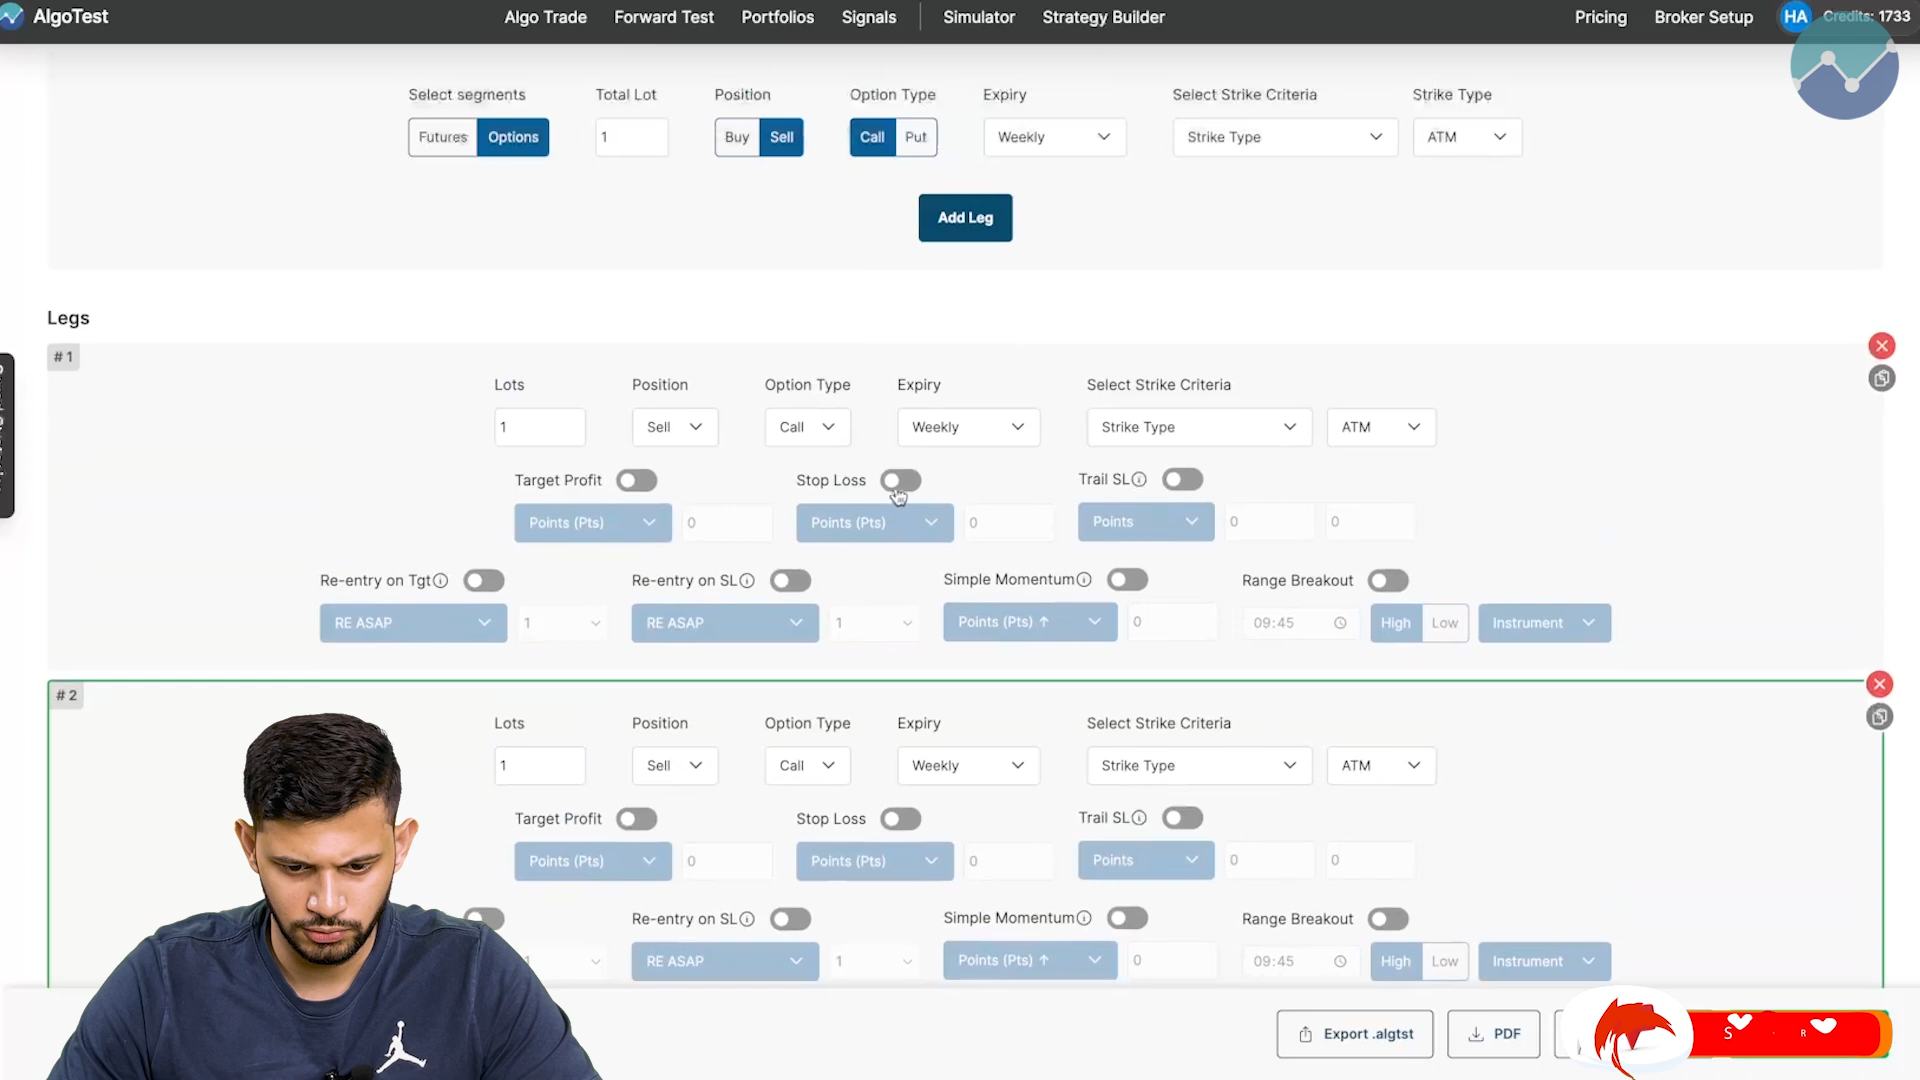 AlgoTest Algo Trade Forward Test Portfolios Signals Simulator Strategy Builder Pricing Broker Setup HA Credits: 1733
Select segments Total Lot Position Option Type Expiry Select Strike Criteria Strike Type
Futures Options 1 Buy Sell Call Put Weekly Strike Type ATM
Add Leg
Legs
#1
Lots Position Option Type Expiry Select Strike Criteria
1 Sell Call Weekly Strike Type ATM
Target Profit Stop Loss Trail SL
Points (Pts) 0 Points (Pts) 0 Points 0 0
Re-entry on Tgt Re-entry on SL Simple Momentum Range Breakout
RE ASAP 1 RE ASAP 1 Points (Pts) ↑ 0 09:45 High Low Instrument
#2
Lots Position Option Type Expiry Select Strike Criteria
1 Sell Call Weekly Strike Type ATM
Target Profit Stop Loss Trail SL
Points (Pts) 0 Points (Pts) 0 Points 0 0
Re-entry on SL Simple Momentum Range Breakout
1 RE ASAP 1 Points (Pts) ↑ 0 09:45 High Low Instrument
Export .algtst PDF
S R